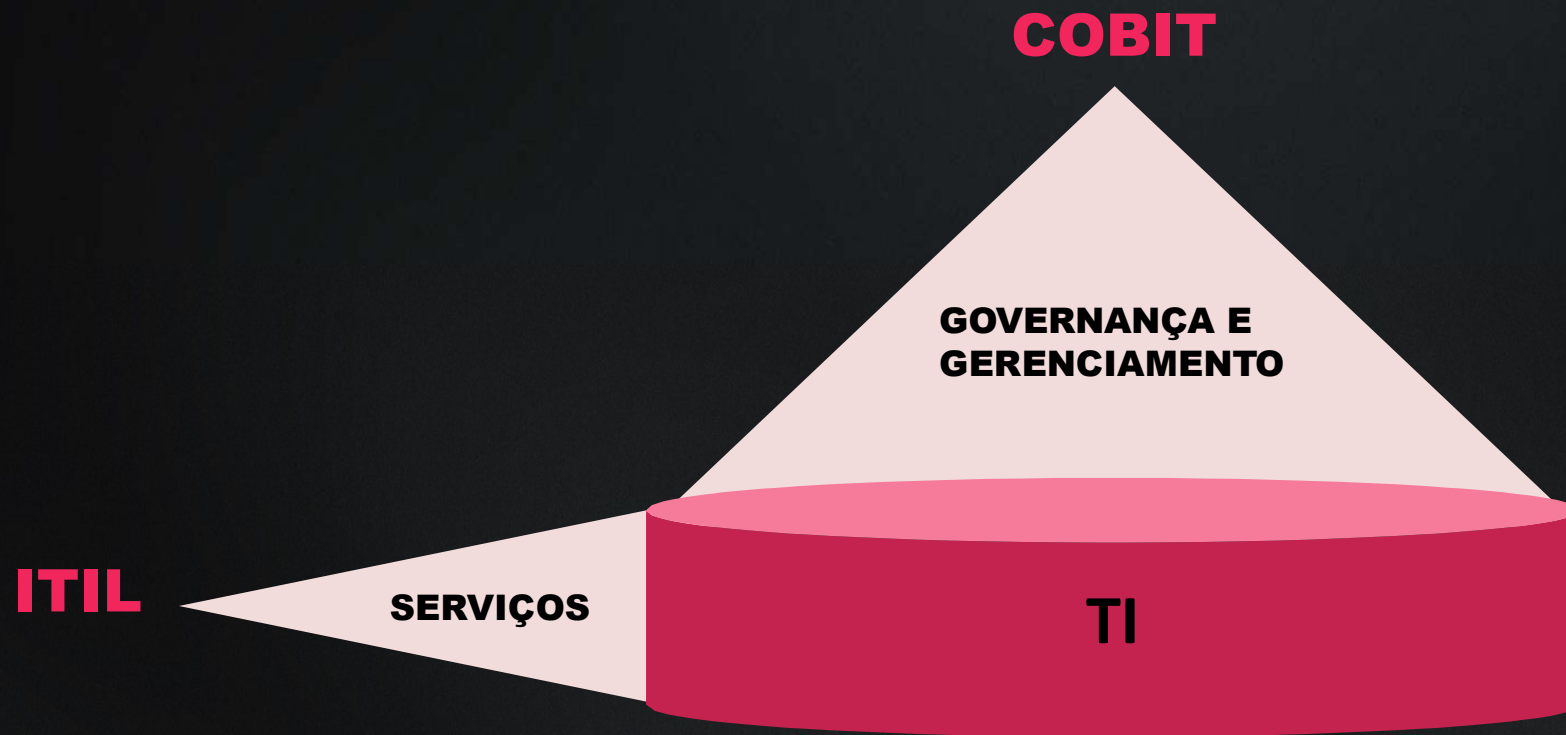 COBIT
GOVERNANÇA E
GERENCIAMENTO
ITIL
SERVIÇOS
TI